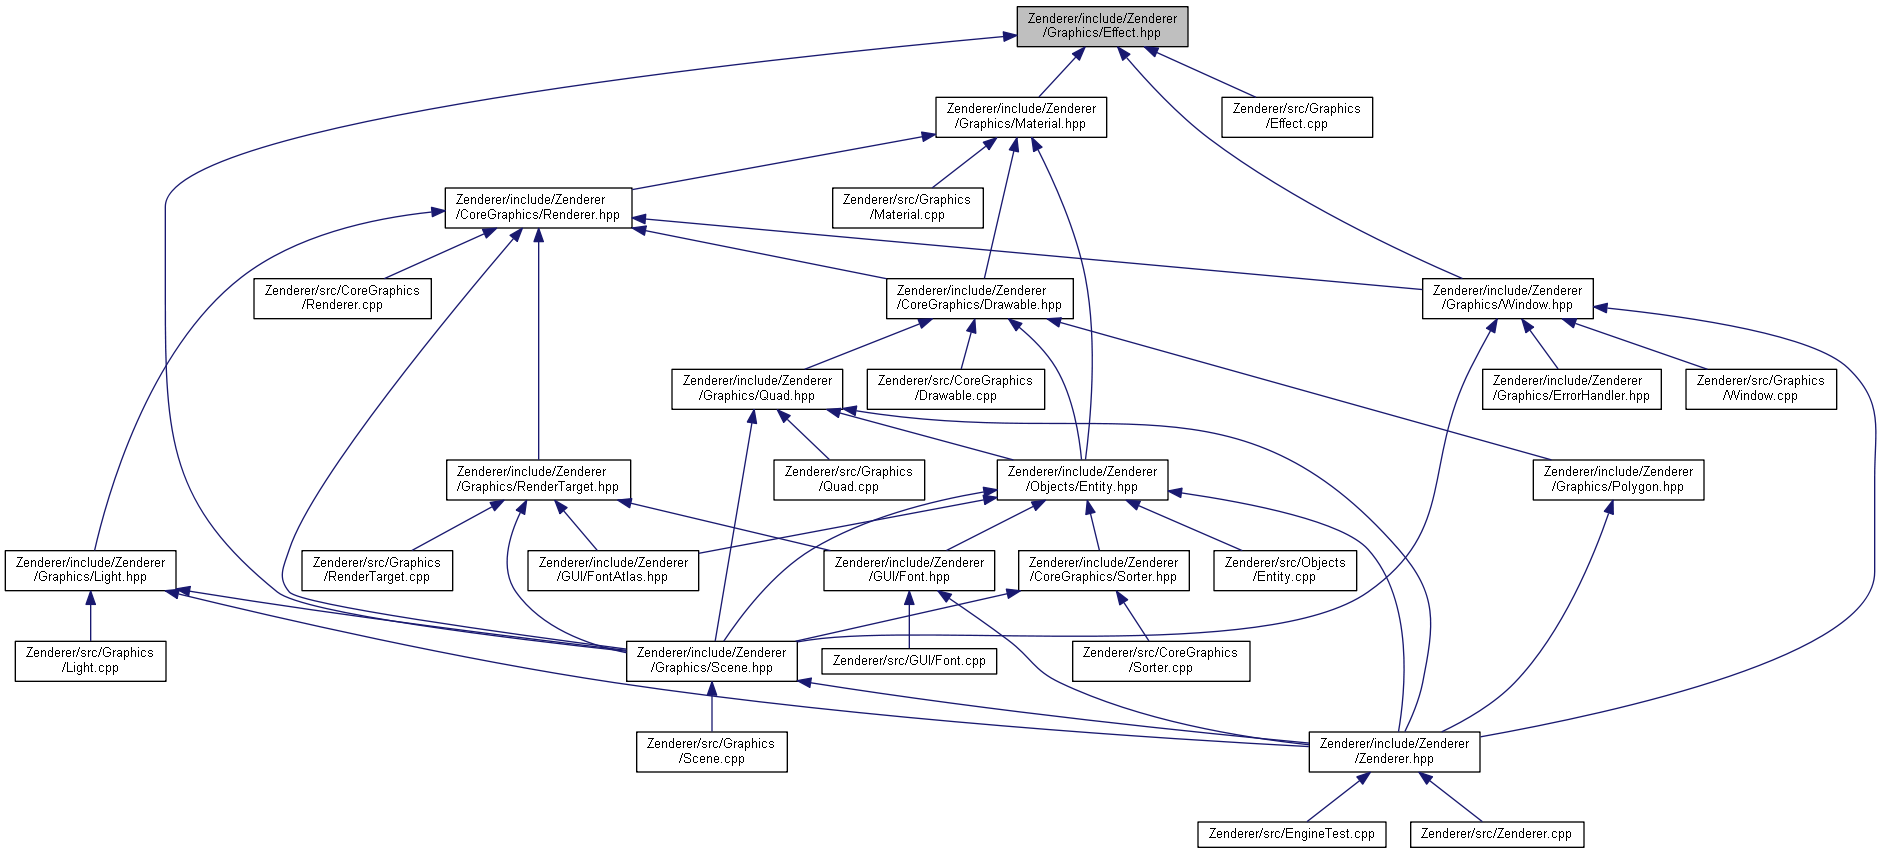 Zenderer/include/Zenderer
/Graphics/Effect.hpp
Zenderer/include/Zenderer
/Graphics/Material.hpp
Zenderer/src/Graphics
/Effect.cpp
Zenderer/include/Zenderer
/CoreGraphics/Renderer.hpp
Zenderer/src/Graphics
/Material.cpp
Zenderer/src/CoreGraphics
/Renderer.cpp
Zenderer/include/Zenderer
/CoreGraphics/Drawable.hpp
Zenderer/include/Zenderer
/Graphics/Window.hpp
Zenderer/include/Zenderer
/Graphics/Quad.hpp
Zenderer/src/CoreGraphics
/Drawable.cpp
Zenderer/include/Zenderer
/Graphics/ErrorHandler.hpp
Zenderer/src/Graphics
/Window.cpp
Zenderer/include/Zenderer
/Graphics/RenderTarget.hpp
Zenderer/src/Graphics
/Quad.cpp
Zenderer/include/Zenderer
/Objects/Entity.hpp
Zenderer/include/Zenderer
/Graphics/Polygon.hpp
Zenderer/include/Zenderer
/Graphics/Light.hpp
Zenderer/src/Graphics
/RenderTarget.cpp
Zenderer/include/Zenderer
/GUI/FontAtlas.hpp
Zenderer/include/Zenderer
/GUI/Font.hpp
Zenderer/include/Zenderer
/CoreGraphics/Sorter.hpp
Zenderer/src/Objects
/Entity.cpp
Zenderer/src/Graphics
/Light.cpp
Zenderer/include/Zenderer
/Graphics/Scene.hpp
Zenderer/src/GUI/Font.cpp
Zenderer/src/CoreGraphics
/Sorter.cpp
Zenderer/src/Graphics
/Scene.cpp
Zenderer/include/Zenderer
/Zenderer.hpp
Zenderer/src/EngineTest.cpp
Zenderer/src/Zenderer.cpp